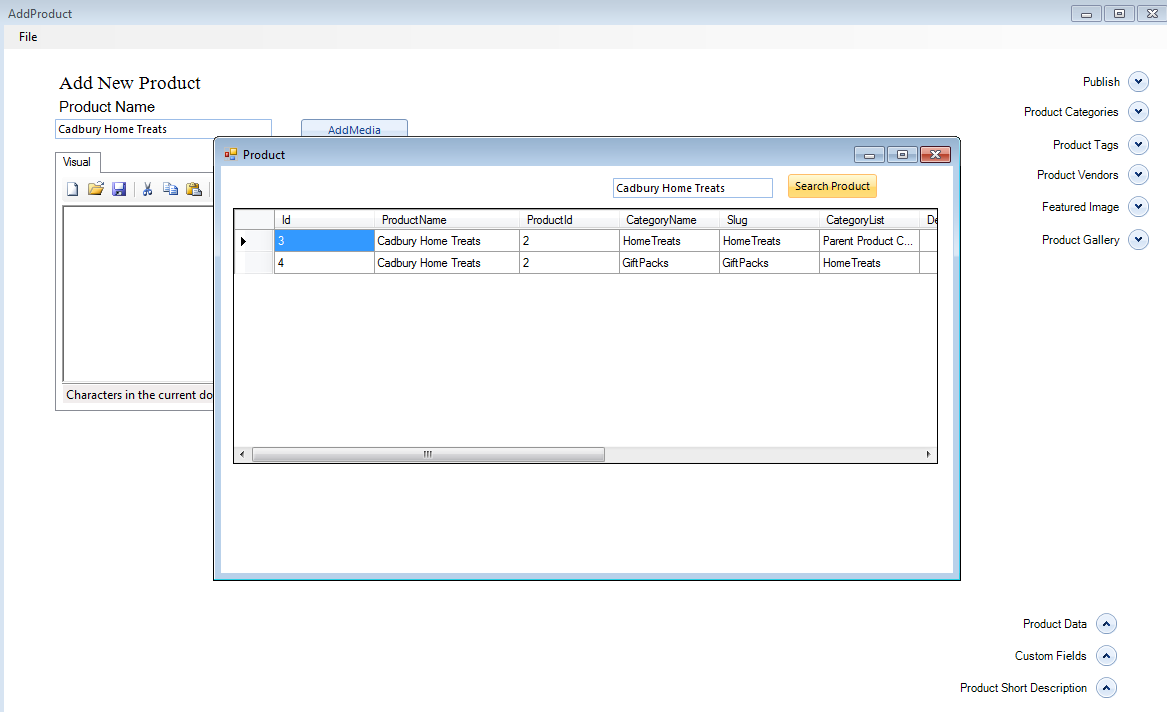 AddProduct
File
Add New Product
Product Name
Cadbury Home Treats
AddMedia
Visual
Characters in the current do
Product
Cadbury Home Treats Search Product
Id ProductName ProductId CategoryName Slug CategoryList De
3 Cadbury Home Treats 2 HomeTreats HomeTreats Parent Product C...
4 Cadbury Home Treats 2 GiftPacks GiftPacks HomeTreats
Publish
Product Categories
Product Tags
Product Vendors
Featured Image
Product Gallery
Product Data
Custom Fields
Product Short Description